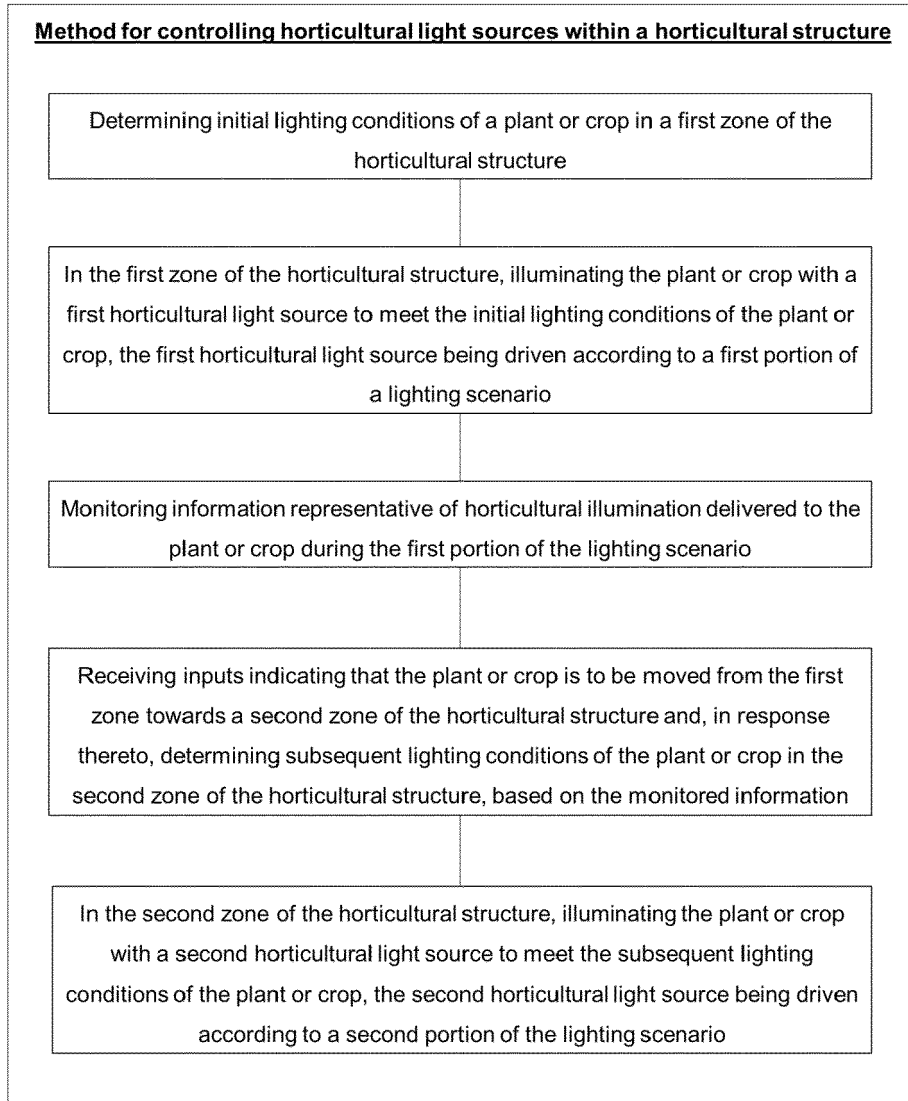 Method for controlling horticultural light sources within a horticultural structure
Determining initial lighting conditions of a plant or crop in a first zone of the
horticultural structure
In the first zone of the horticultural structure, illuminating the plant or crop with a
first horticultural light source to meet the initial lighting conditions of the plant or
crop, the first horticultural light source being driven according to a first portion of
a lighting scenario
Monitoring information representative of horticultural illumination delivered to the
plant or crop during the first portion of the lighting scenario
Receiving inputs indicating that the plant or crop is to be moved from the first
zone towards a second zone of the horticultural structure and, in response
thereto, determining subsequent lighting conditions of the plant or crop in the
second zone of the horticultural structure, based on the monitored information
In the second zone of the horticultural structure, illuminating the plant or crop
with a second horticultural light source to meet the subsequent lighting
conditions of the plant or crop, the second horticultural light source being driven
according to a second portion of the lighting scenario